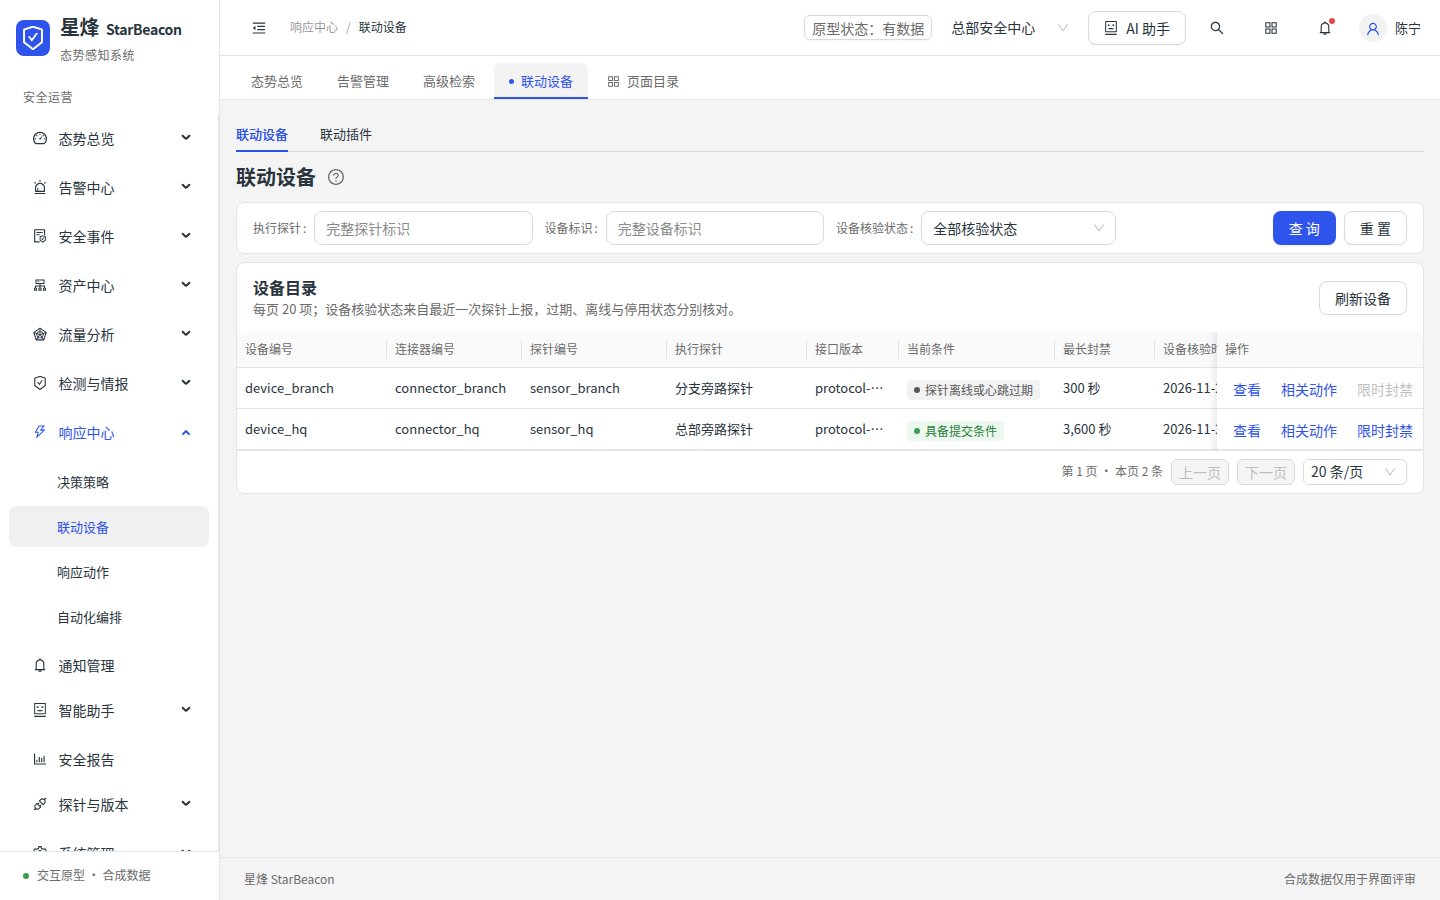 星烽 StarBeacon
态势感知系统
安全运营
态势总览
告警中心
安全事件
资产中心
流量分析
检测与情报
响应中心
决策策略
联动设备
响应动作
自动化编排
通知管理
智能助手
安全报告
探针与版本
交互原型 · 合成数据
响应中心 / 联动设备
原型状态：有数据
总部安全中心
AI 助手
陈宁
态势总览 告警管理 高级检索 联动设备 页面目录
联动设备 联动插件
联动设备
执行探针： 完整探针标识 设备标识： 完整设备标识 设备核验状态： 全部核验状态 查 询 重 置
设备目录
每页 20 项；设备核验状态来自最近一次探针上报，过期、离线与停用状态分别核对。
刷新设备
设备编号 连接器编号 探针编号 执行探针 接口版本 当前条件 最长封禁 设备核验 操作
device_branch connector_branch sensor_branch 分支旁路探针 protocol-··· 探针离线或心跳过期 300 秒 2026-11- 查看 相关动作 限时封禁
device_hq connector_hq sensor_hq 总部旁路探针 protocol-··· 具备提交条件 3,600 秒 2026-11- 查看 相关动作 限时封禁
第 1 页 · 本页 2 条 上一页 下一页 20 条/页
星烽 StarBeacon
合成数据仅用于界面评审